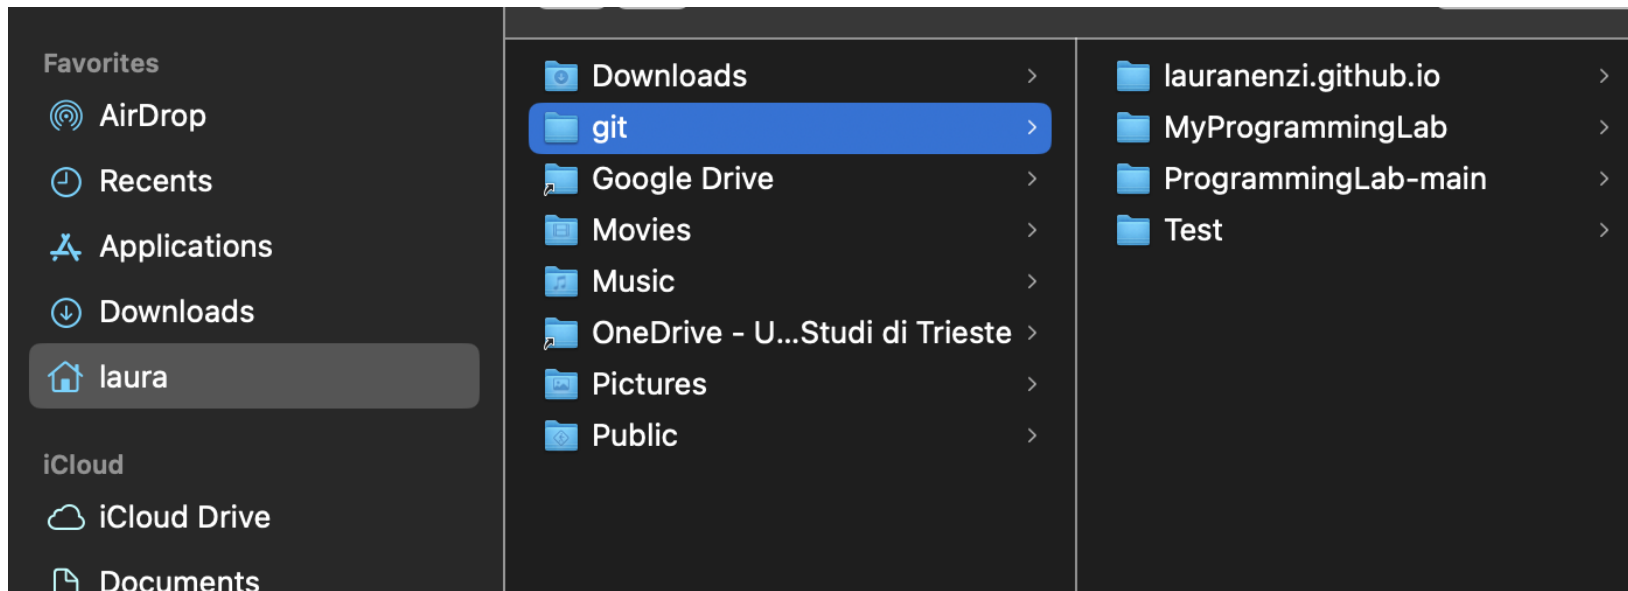 Favorites
AirDrop
Recents
Applications
Downloads
laura
iCloud
iCloud Drive
Documents
Downloads
git
Google Drive
Movies
Music
OneDrive - U...Studi di Trieste
Pictures
Public
lauranenzi.github.io
MyProgrammingLab
ProgrammingLab-main
Test